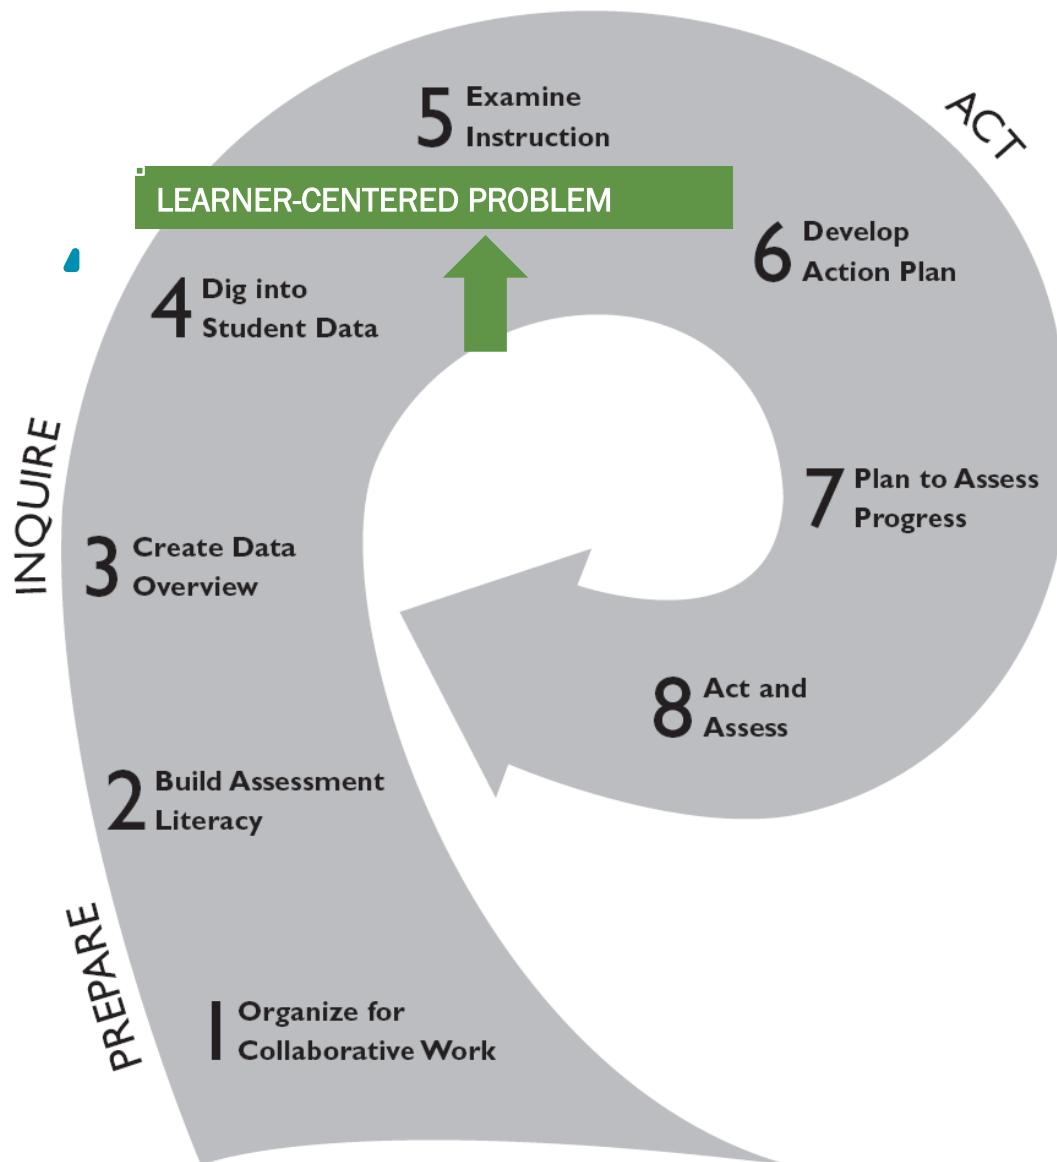 5 Examine
Instruction
ACT
LEARNER-CENTERED PROBLEM
6 Develop
Action Plan
4 Dig into
Student Data
INQUIRE
7 Plan to Assess
Progress
3 Create Data
Overview
8 Act and
Assess
2 Build Assessment
Literacy
PREPARE
1 Organize for
Collaborative Work